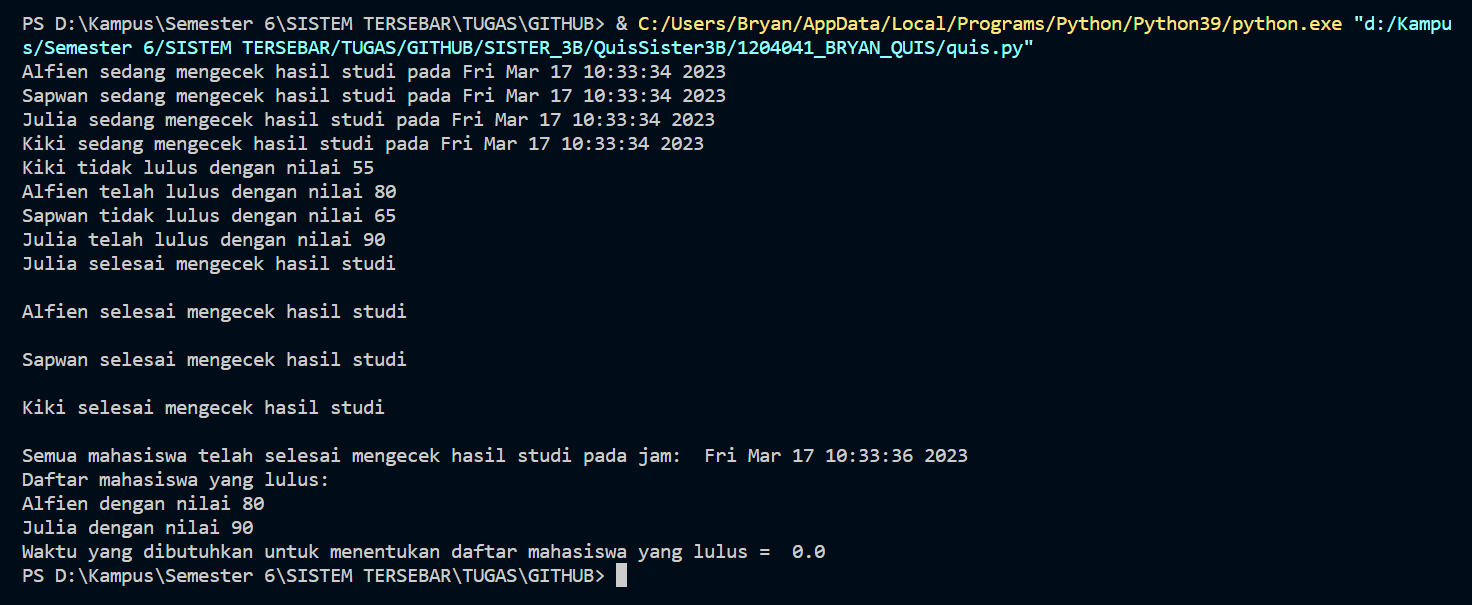 PS D:\Kampus\Semester 6\SISTEM TERSEBAR\TUGAS\GITHUB> & C:/Users/Bryan/AppData/Local/Programs/Python/Python39/python.exe "d:/Kampu
s/Semester 6/SISTEM TERSEBAR/TUGAS/GITHUB/SISTER_3B/QuisSister3B/1204041_BRYAN_QUIS/quis.py"
Alfien sedang mengecek hasil studi pada Fri Mar 17 10:33:34 2023
Sapwan sedang mengecek hasil studi pada Fri Mar 17 10:33:34 2023
Julia sedang mengecek hasil studi pada Fri Mar 17 10:33:34 2023
Kiki sedang mengecek hasil studi pada Fri Mar 17 10:33:34 2023
Kiki tidak lulus dengan nilai 55
Alfien telah lulus dengan nilai 80
Sapwan tidak lulus dengan nilai 65
Julia telah lulus dengan nilai 90
Julia selesai mengecek hasil studi

Alfien selesai mengecek hasil studi

Sapwan selesai mengecek hasil studi

Kiki selesai mengecek hasil studi

Semua mahasiswa telah selesai mengecek hasil studi pada jam:  Fri Mar 17 10:33:36 2023
Daftar mahasiswa yang lulus:
Alfien dengan nilai 80
Julia dengan nilai 90
Waktu yang dibutuhkan untuk menentukan daftar mahasiswa yang lulus =  0.0
PS D:\Kampus\Semester 6\SISTEM TERSEBAR\TUGAS\GITHUB>